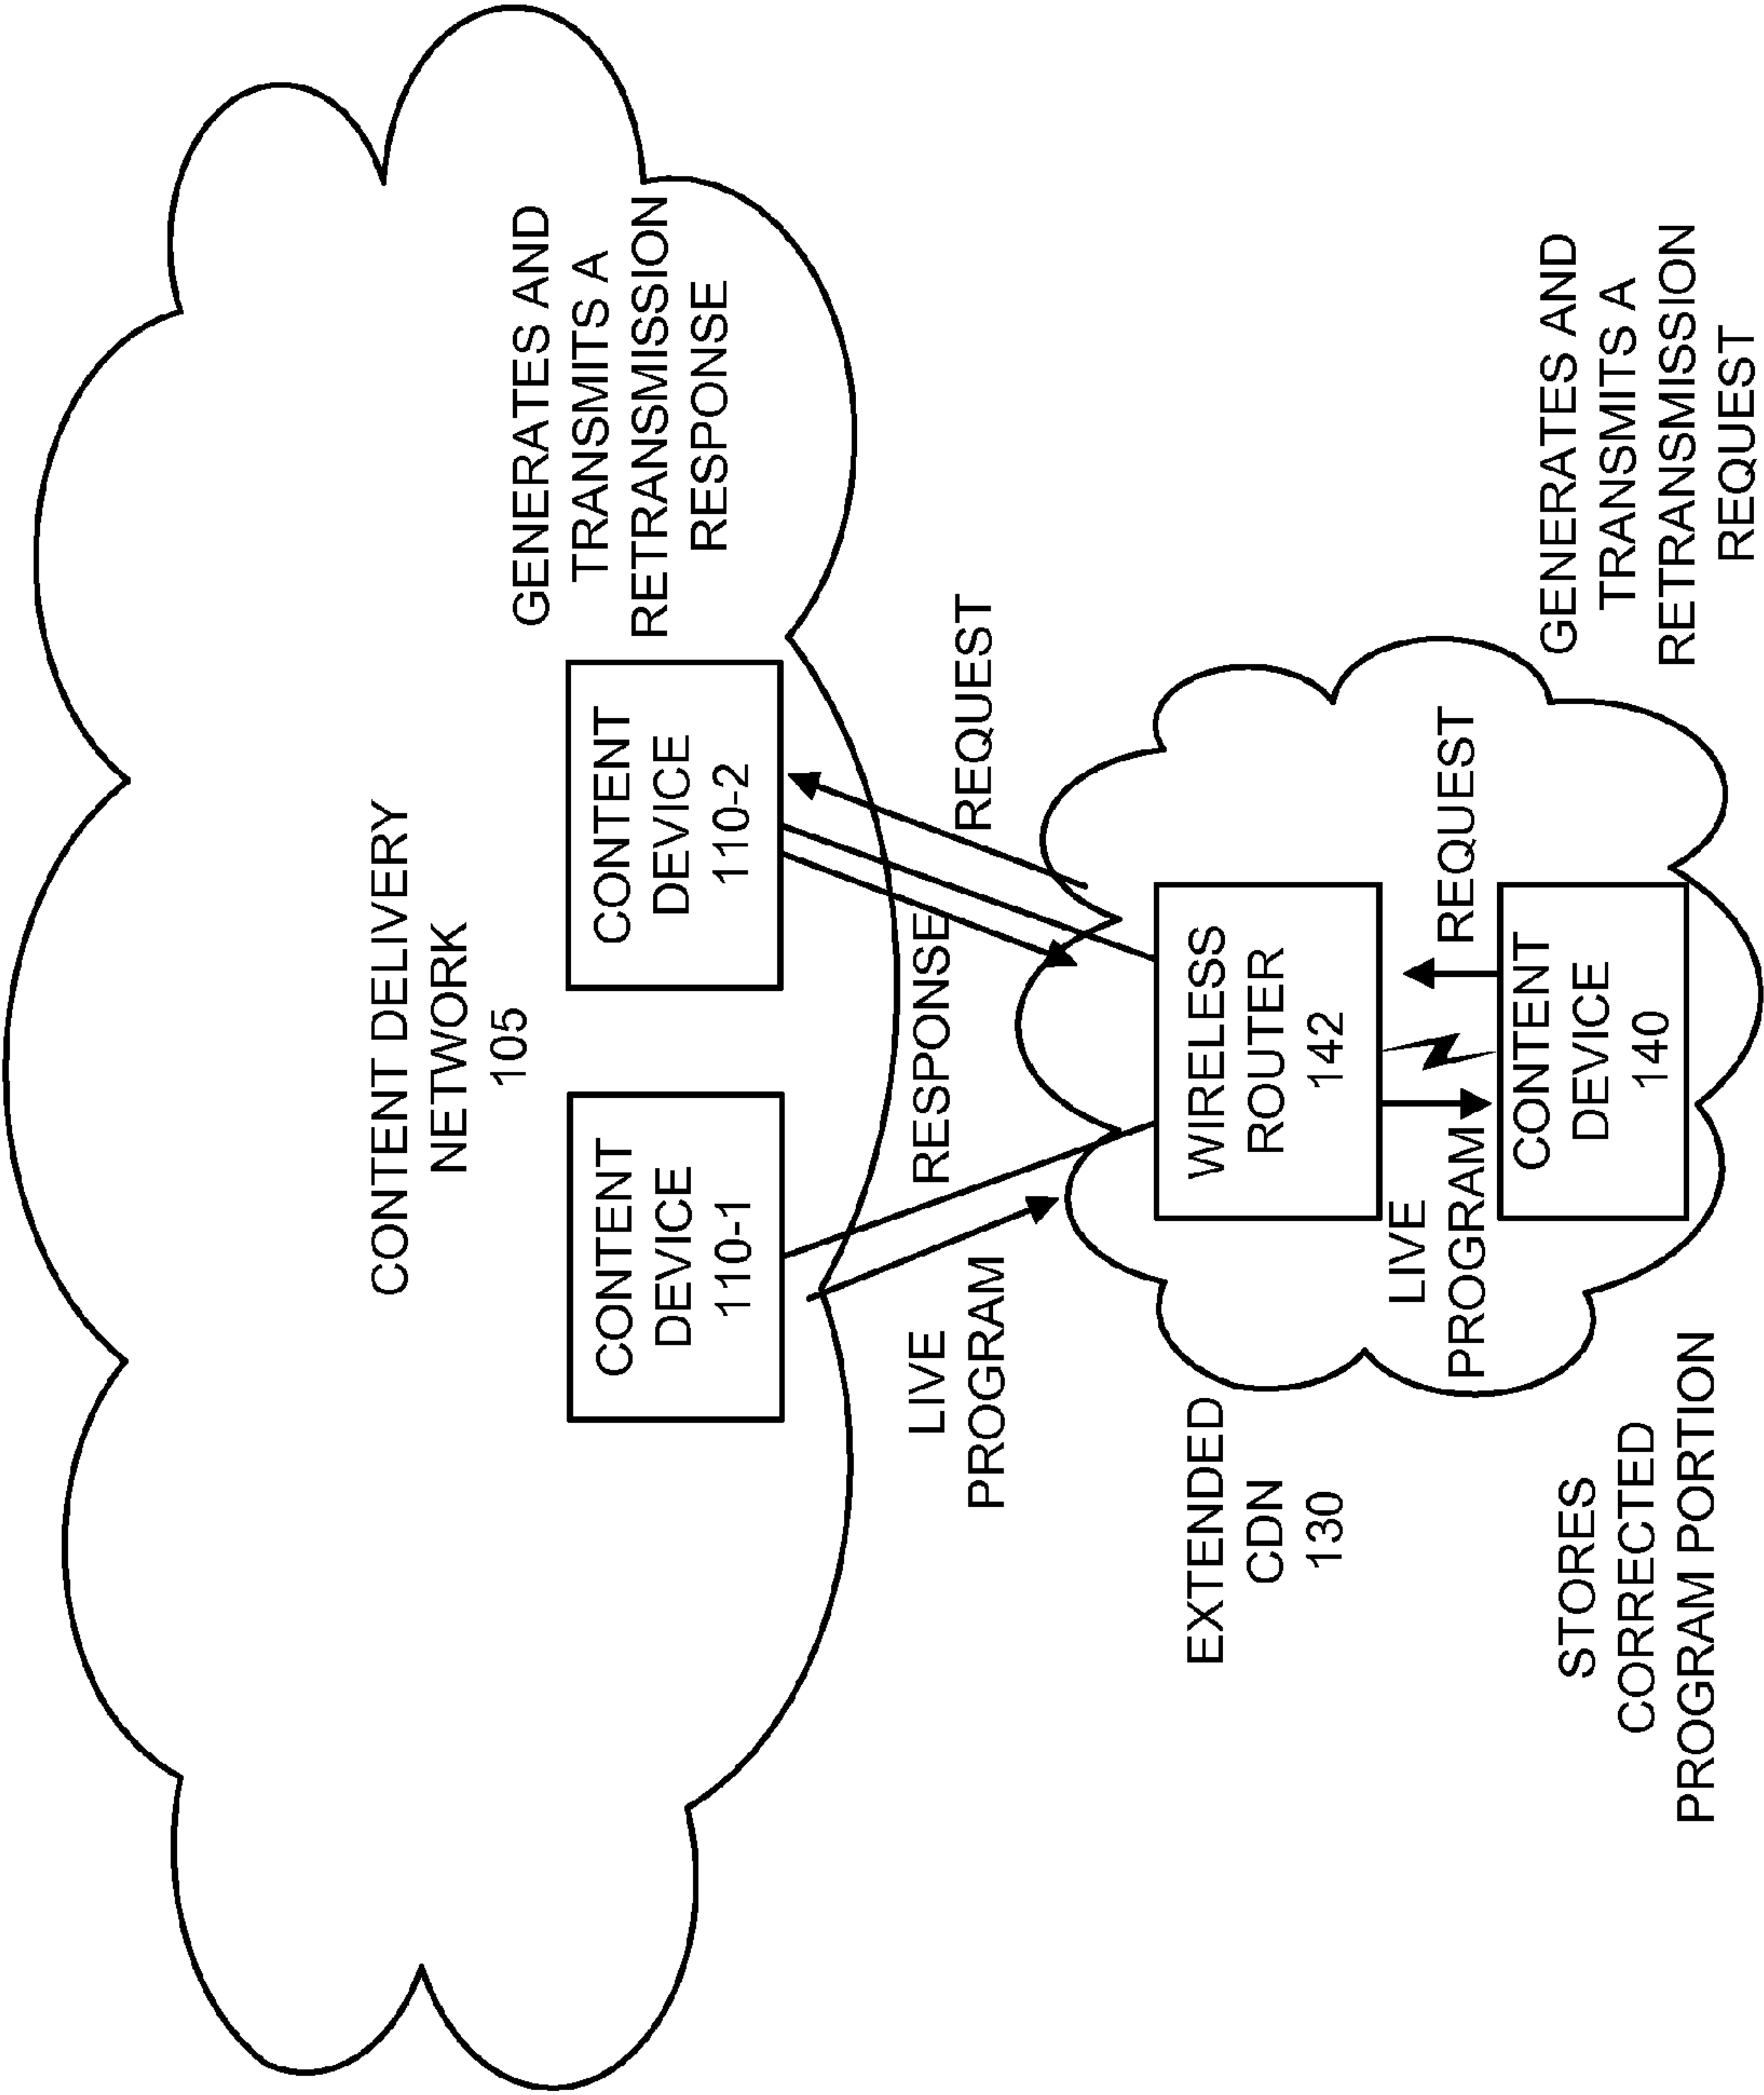 CONTENT DELIVERY
NETWORK
105
CONTENT
DEVICE
110-1
CONTENT
DEVICE
110-2
GENERATES AND
TRANSMITS A
RETRANSMISSION
RESPONSE
LIVE
PROGRAM
RESPONSE
REQUEST
EXTENDED
CDN
130
WIRELESS
ROUTER
142
LIVE
PROGRAM
REQUEST
CONTENT
DEVICE
140
STORES
CORRECTED
PROGRAM PORTION
GENERATES AND
TRANSMITS A
RETRANSMISSION
REQUEST